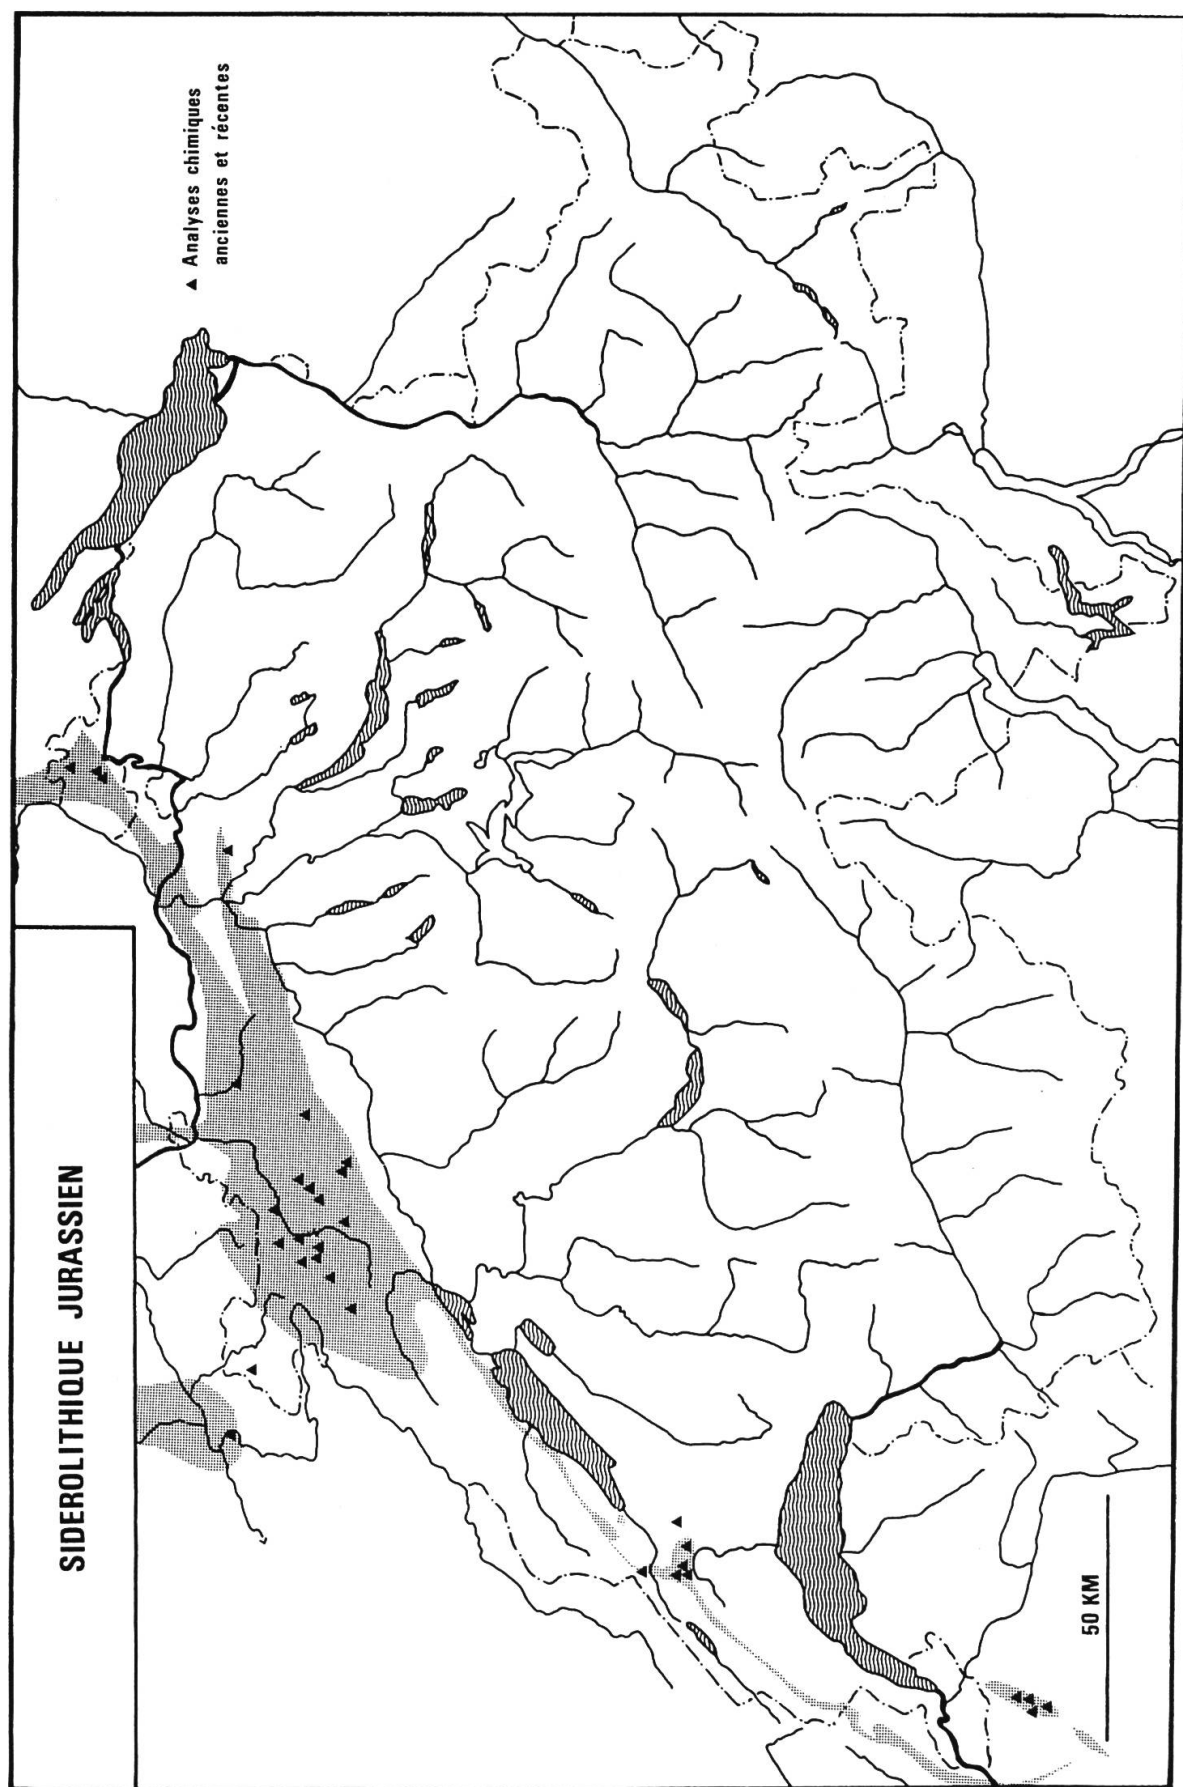 SIDEROLITHIQUE JURASSIEN
▲ Analyses chimiques
anciennes et récentes
50 KM